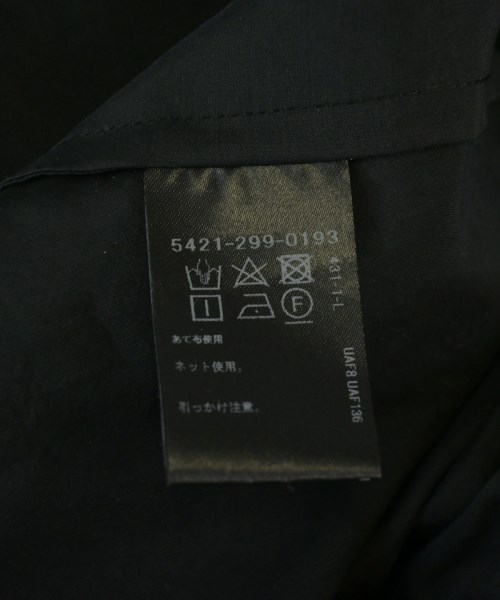 5421-299-0193
F
あて布使用
ネット使用。
引っかけ注意。
431-1-L
UAF8 UAF136